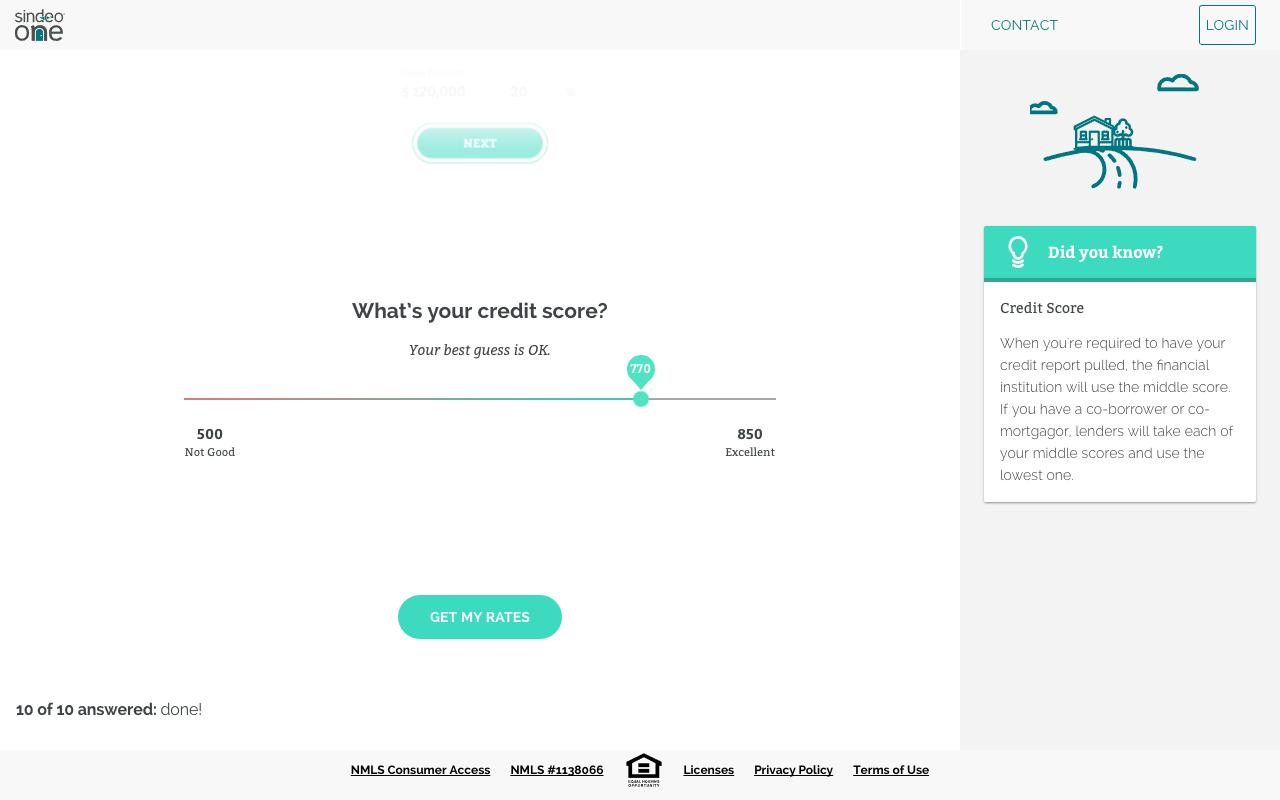 sindeo
one
CONTACT
LOGIN
$ 120,000
20
%
NEXT
What's your credit score?
Your best guess is OK.
770
500
850
Not Good
Excellent
GET MY RATES
10 of 10 answered: done!
Did you know?
Credit Score
When you're required to have your
credit report pulled, the financial
institution will use the middle score.
If you have a co-borrower or co-
mortgagor, lenders will take each of
your middle scores and use the
lowest one.
NMLS Consumer Access
NMLS #1138066
EQUAL HOUSING
OPPORTUNITY
Licenses
Privacy Policy
Terms of Use